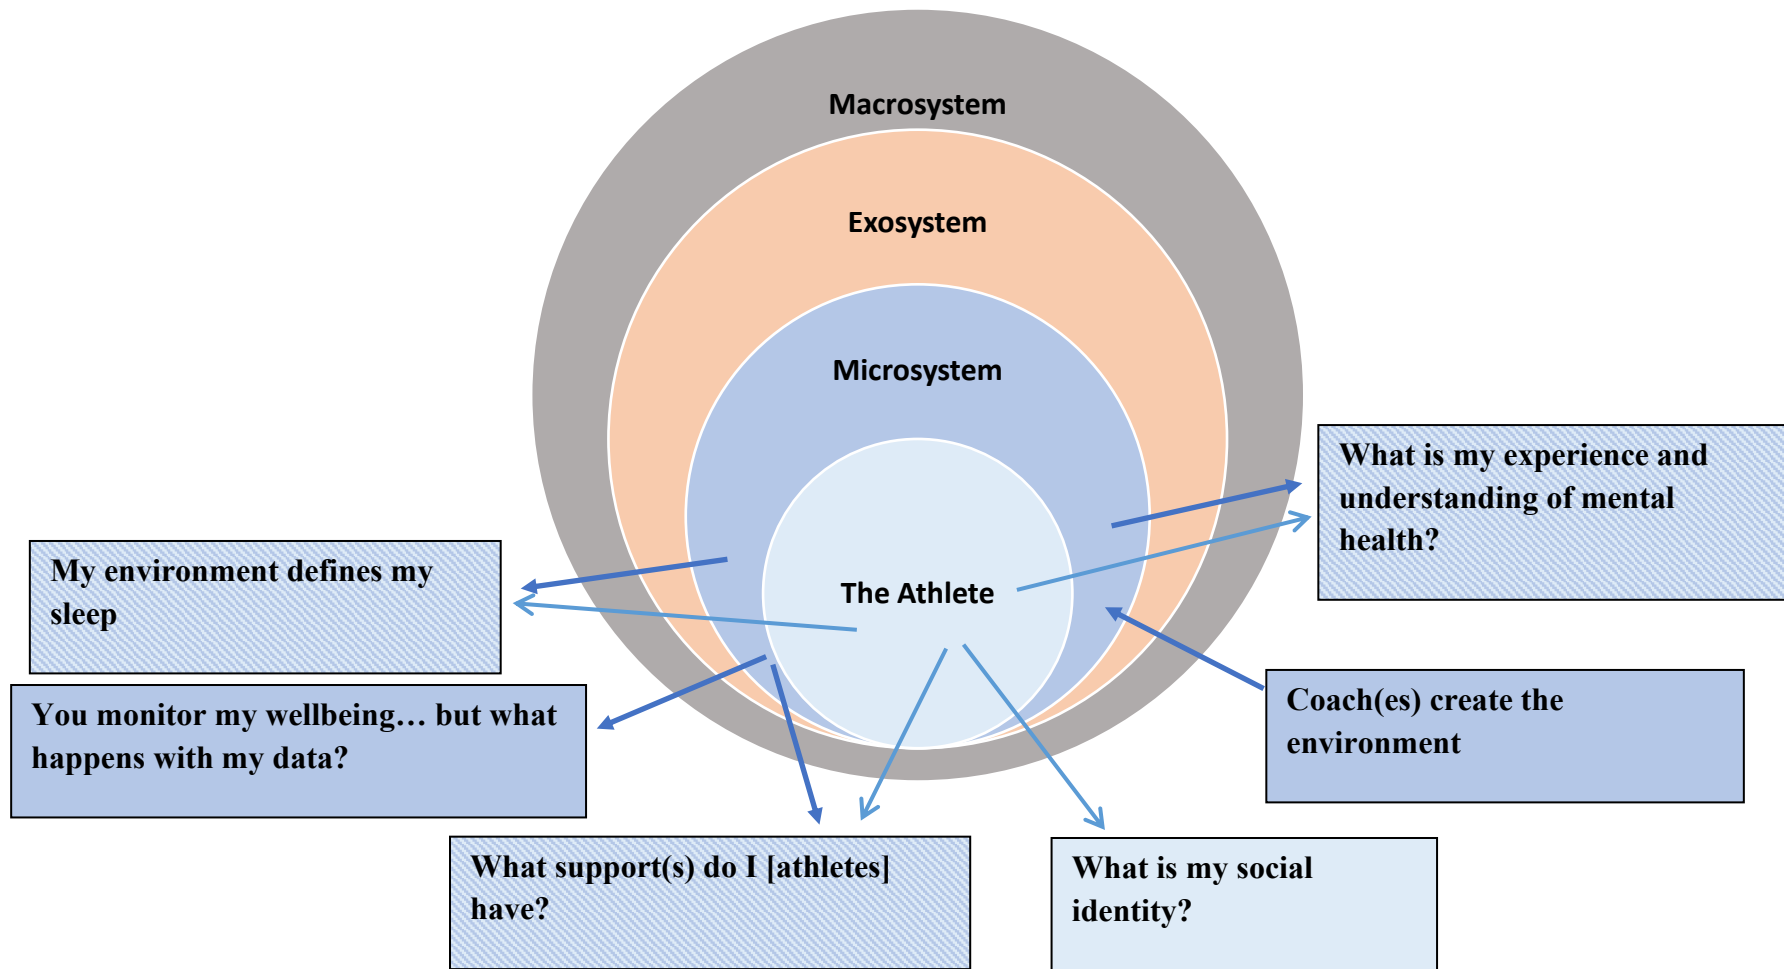 Macrosystem
Exosystem
Microsystem
The Athlete
What is my experience and
understanding of mental
health?
My environment defines my
sleep
Coach(es) create the
environment
You monitor my wellbeing… but what
happens with my data?
What support(s) do I [athletes]
have?
What is my social
identity?